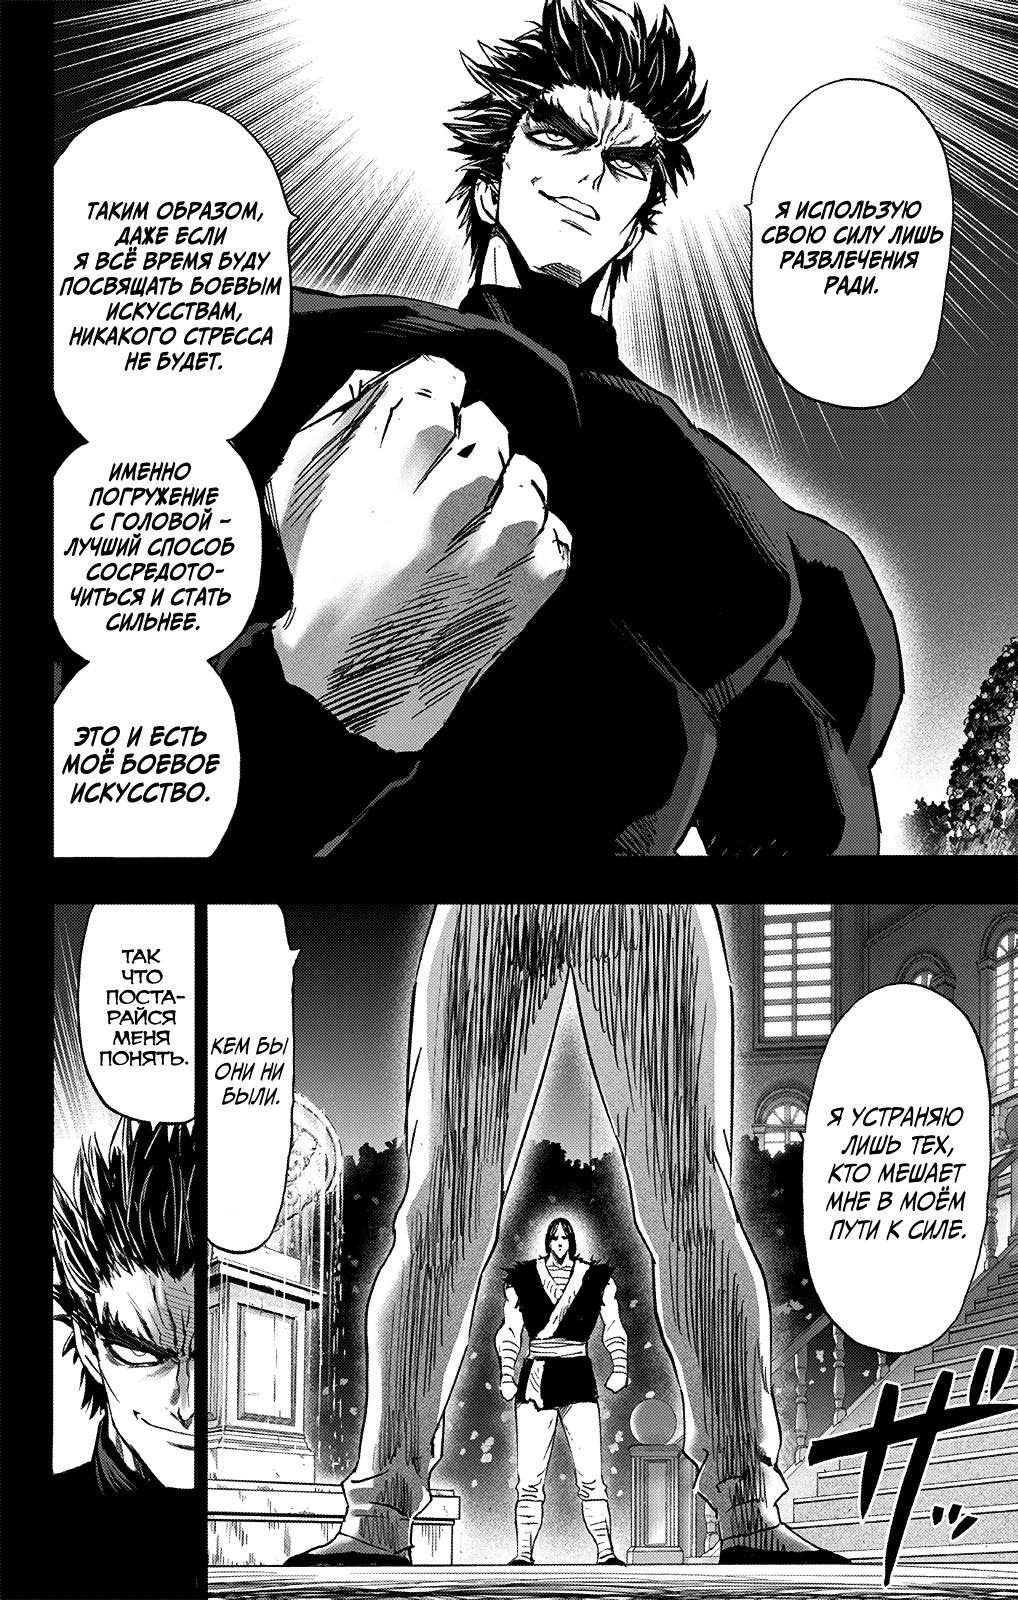 Я ИСПОЛЬЗУЮ
СВОЮ СИЛУ ЛИШЬ
РАЗВЛЕЧЕНИЯ
РАДИ.
ТАКИМ ОБРАЗОМ,
ДАЖЕ ЕСЛИ
Я ВСЁ ВРЕМЯ БУДУ
ПОСВЯЩАТЬ БОЕВЫМ
ИСКУССТВАМ,
НИКАКОГО СТРЕССА
НЕ БУДЕТ.
ИМЕННО
ПОГРУЖЕНИЕ
С ГОЛОВОЙ ~
ЛУЧШИЙ СПОСОБ
СОСРЕДОТО-
ЧИТЬСЯ И СТАТЬ
СИЛЬНЕЕ.
ЭТО И ЕСТЬ
МОЁ БОЕВОЕ
ИСКУССТВО.
Я УСТРАНЯЮ
ЛИШЬ ТЕХ,
КТО МЕШАЕТ
МНЕ В МОЁМ
ПУТИ К СИЛЕ.
ザッ
КЕМ БЫ
ОНИ НИ
БЫЛИ.
ТАК
ЧТО
ПОСТА-
РАЙСЯ
МЕНЯ
ПОНЯТЬ.